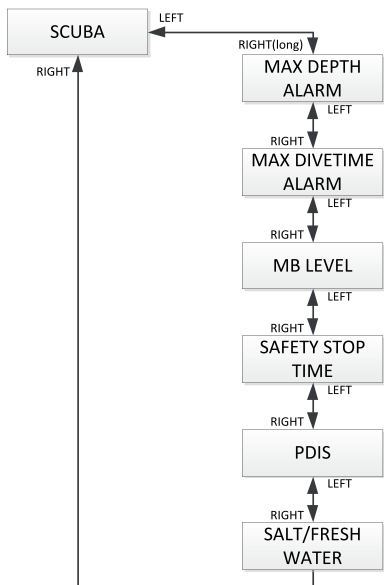 SCUBA
LEFT
RIGHT(long)
RIGHT
MAX DEPTH
ALARM
LEFT
RIGHT
MAX DIVETIME
ALARM
LEFT
RIGHT
MB LEVEL
LEFT
RIGHT
SAFETY STOP
TIME
LEFT
RIGHT
PDIS
LEFT
RIGHT
SALT/FRESH
WATER